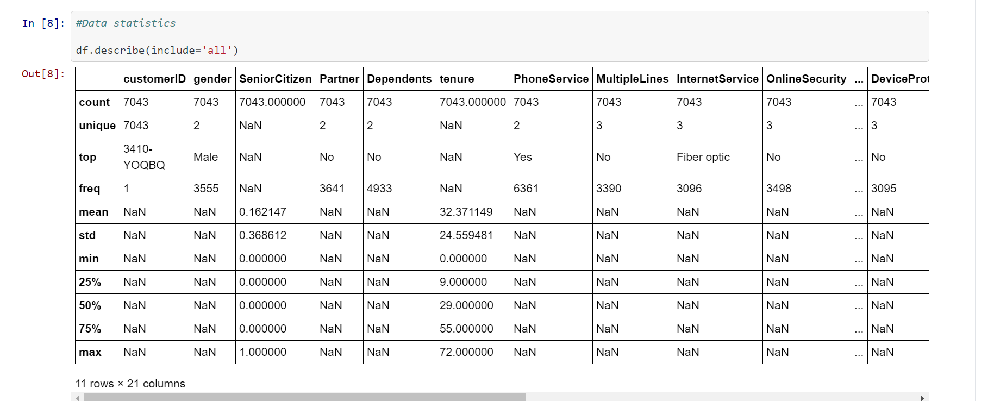 In [8]: #Data statistics
df.describe(include='all')
Out[8]:
customerID gender SeniorCitizen Partner Dependents tenure PhoneService MultipleLines InternetService OnlineSecurity ... DeviceProt
count 7043 7043 7043.000000 7043 7043 7043.000000 7043 7043 7043 7043 ... 7043
unique 7043 2 NaN 2 2 NaN 2 3 3 3 ... 3
top 3410-YOQBQ Male NaN No No NaN Yes No Fiber optic No ... No
freq 1 3555 NaN 3641 4933 NaN 6361 3390 3096 3498 ... 3095
mean NaN NaN 0.162147 NaN NaN 32.371149 NaN NaN NaN NaN ... NaN
std NaN NaN 0.368612 NaN NaN 24.559481 NaN NaN NaN NaN ... NaN
min NaN NaN 0.000000 NaN NaN 0.000000 NaN NaN NaN NaN ... NaN
25% NaN NaN 0.000000 NaN NaN 9.000000 NaN NaN NaN NaN ... NaN
50% NaN NaN 0.000000 NaN NaN 29.000000 NaN NaN NaN NaN ... NaN
75% NaN NaN 0.000000 NaN NaN 55.000000 NaN NaN NaN NaN ... NaN
max NaN NaN 1.000000 NaN NaN 72.000000 NaN NaN NaN NaN ... NaN
11 rows × 21 columns